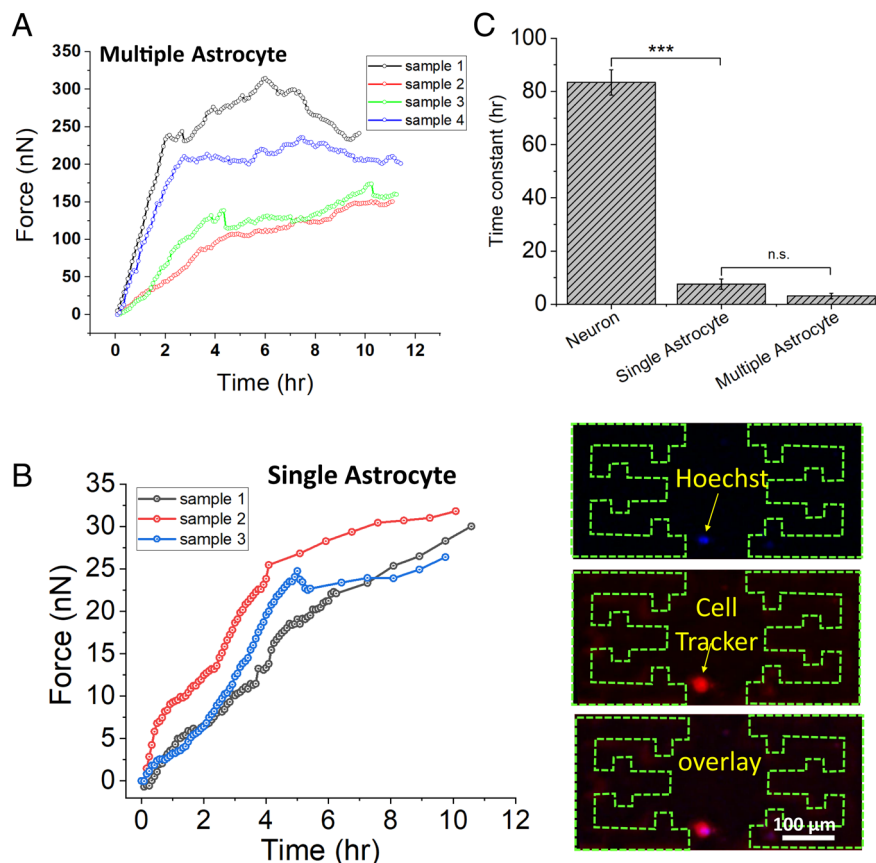 A
Multiple Astrocyte
350
300
250
200
150
100
50
0
Force (nN)
sample 1
sample 2
sample 3
sample 4
0 2 4 6 8 10 12
Time (hr)
C
100
80
60
40
20
0
Time constant (hr)
***
n.s.
Neuron
Single Astrocyte
Multiple Astrocyte
B
Single Astrocyte
35
30
25
20
15
10
5
0
Force (nN)
sample 1
sample 2
sample 3
0 2 4 6 8 10 12
Time (hr)
Hoechst
Cell
Tracker
overlay
100 μm